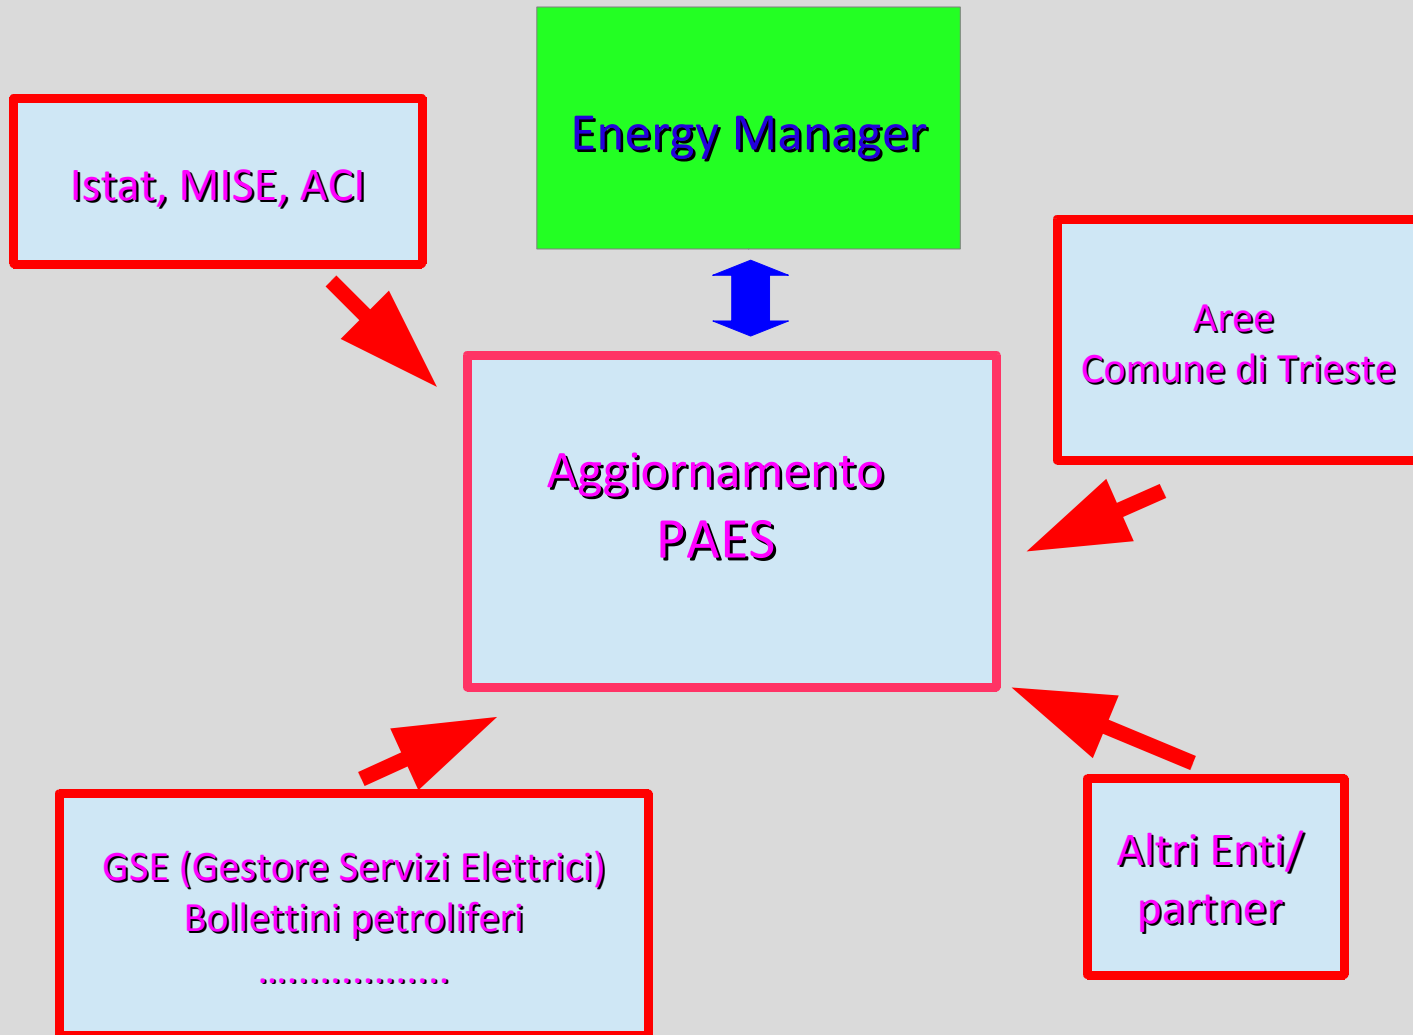 Energy Manager
Istat, MISE, ACI
Aree
Comune di Trieste
Aggiornamento
PAES
GSE (Gestore Servizi Elettrici)
Bollettini petroliferi
.................
Altri Enti/
partner